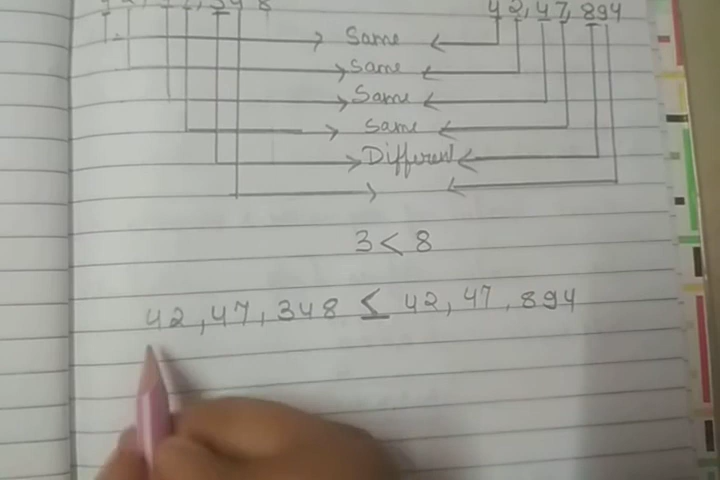 42,47,894
Same
Same
Same
Same
Different
3 < 8
42,47,348 < 42,47,894